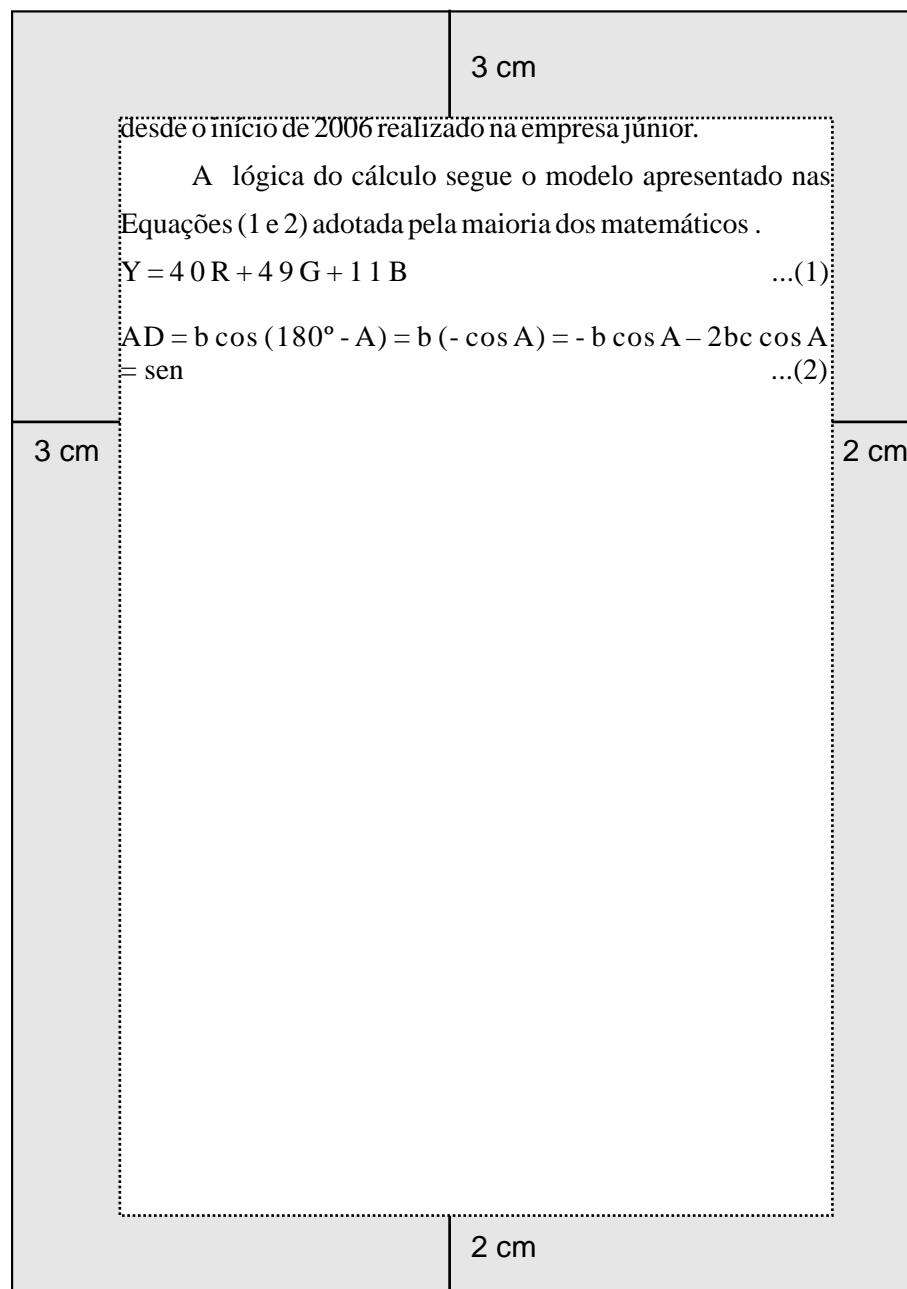 3 cm
desde o início de 2006 realizado na empresa júnior.
A lógica do cálculo segue o modelo apresentado nas
Equações (1 e 2) adotada pela maioria dos matemáticos .
Y = 4 0 R + 4 9 G + 1 1 B ...(1)
AD = b cos (180º - A) = b (- cos A) = - b cos A – 2bc cos A
= sen ...(2)
3 cm
2 cm
2 cm